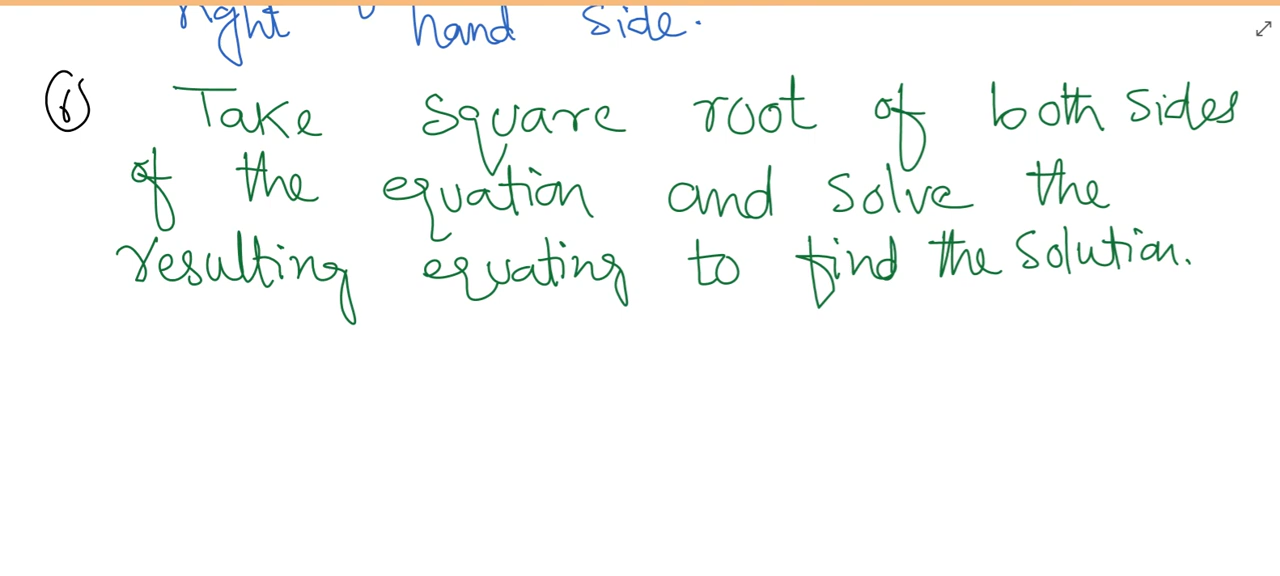 right hand side.
⑥ Take square root of both sides
of the equation and solve the
resulting equating to find the solution.